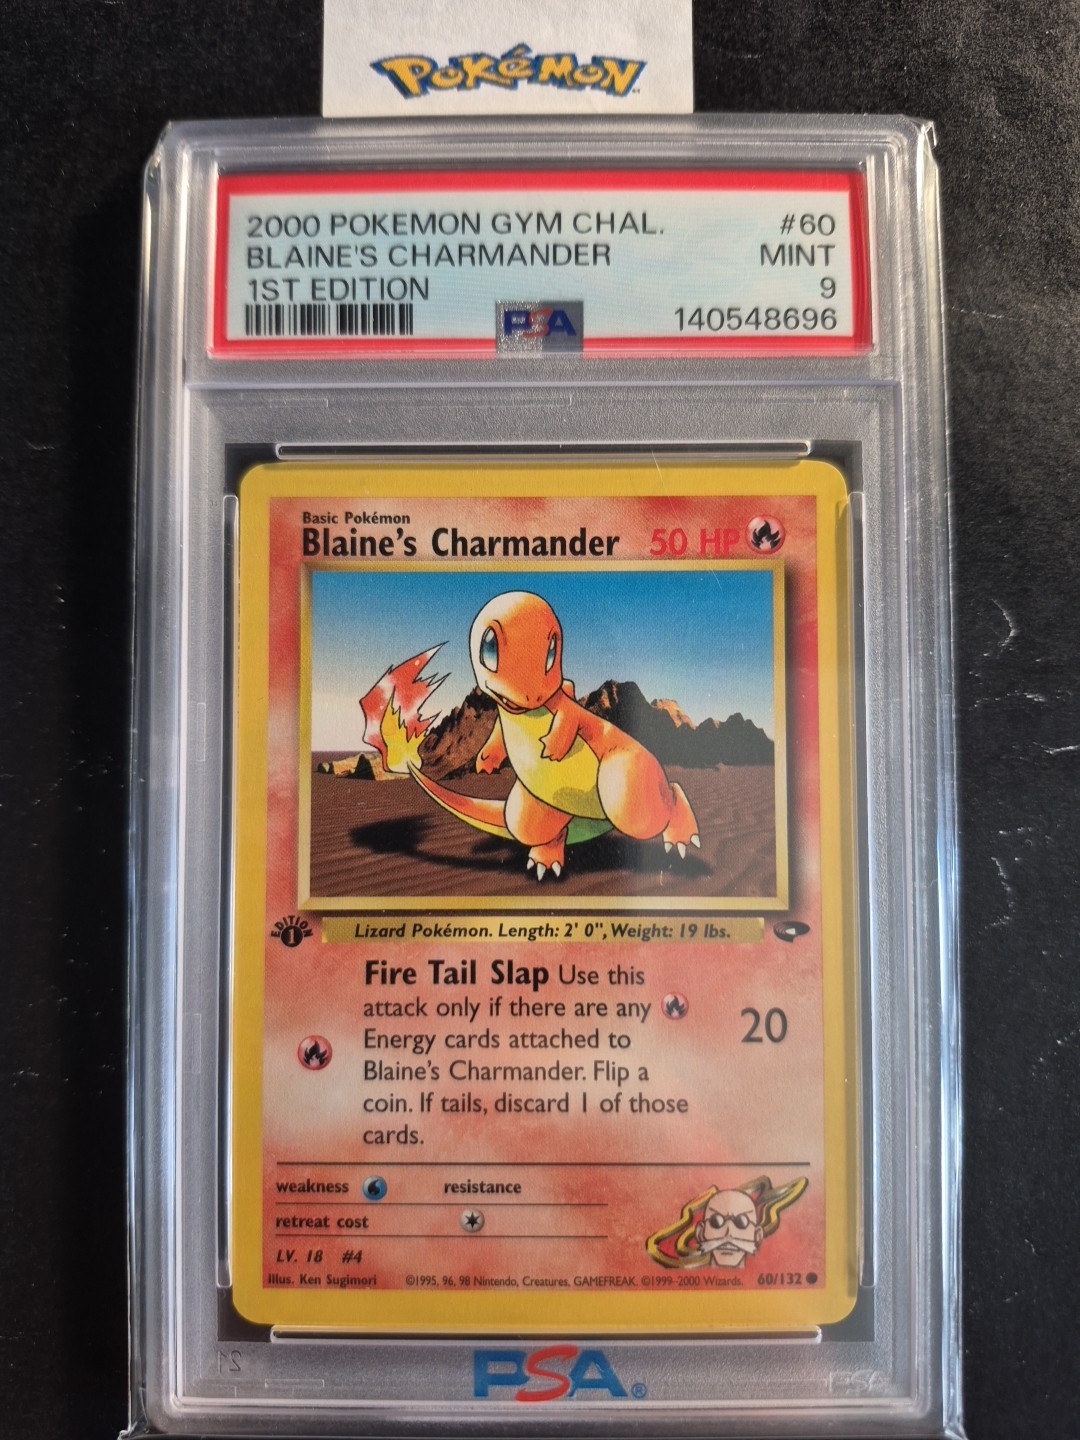 POKéMON
2000 POKEMON GYM CHAL. #60
BLAINE'S CHARMANDER MINT
1ST EDITION 9
PSA 140548696
Basic Pokémon
Blaine's Charmander 50 HP
EDITION 1
Lizard Pokémon. Length: 2' 0", Weight: 19 lbs.
Fire Tail Slap Use this
attack only if there are any
Energy cards attached to
Blaine's Charmander. Flip a
coin. If tails, discard 1 of those
cards.
20
weakness resistance
retreat cost
LV. 18 #4
Illus. Ken Sugimori ©1995, 96, 98 Nintendo, Creatures, GAMEFREAK. ©1999-2000 Wizards. 60/132
PSA®